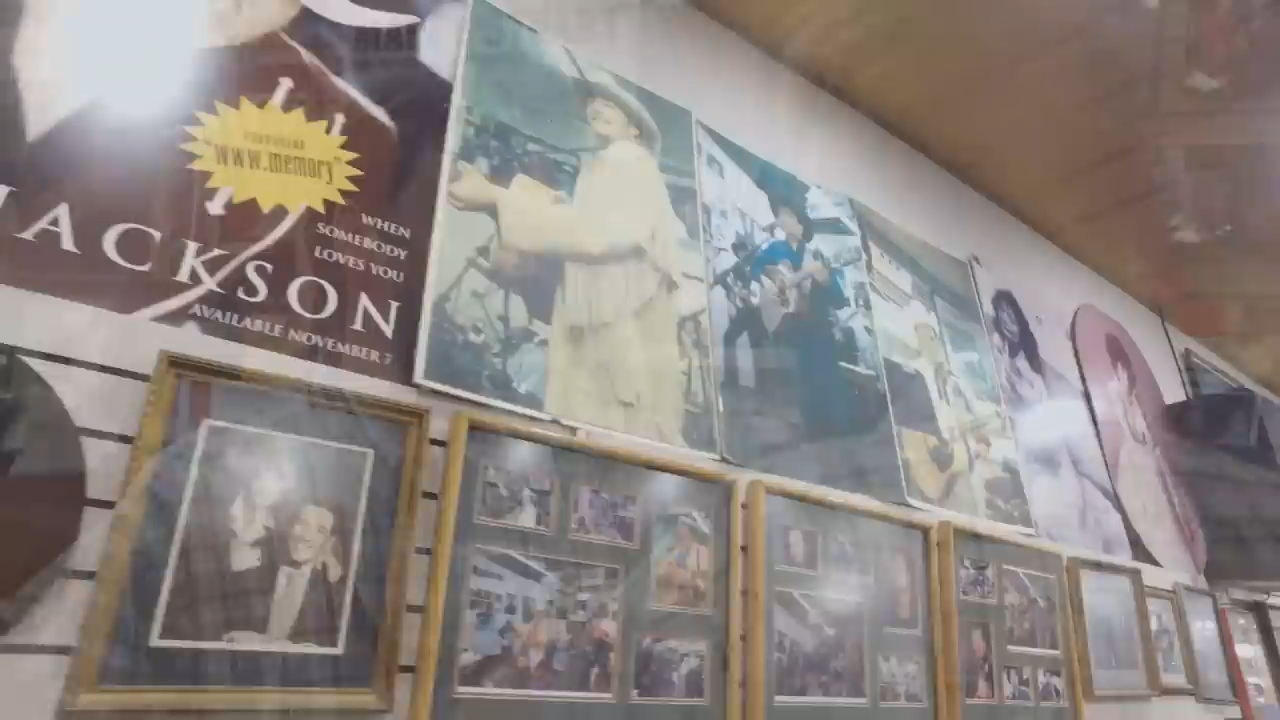 "www.memory"
JACKSON
WHEN
SOMEBODY
LOVES YOU
AVAILABLE NOVEMBER 7